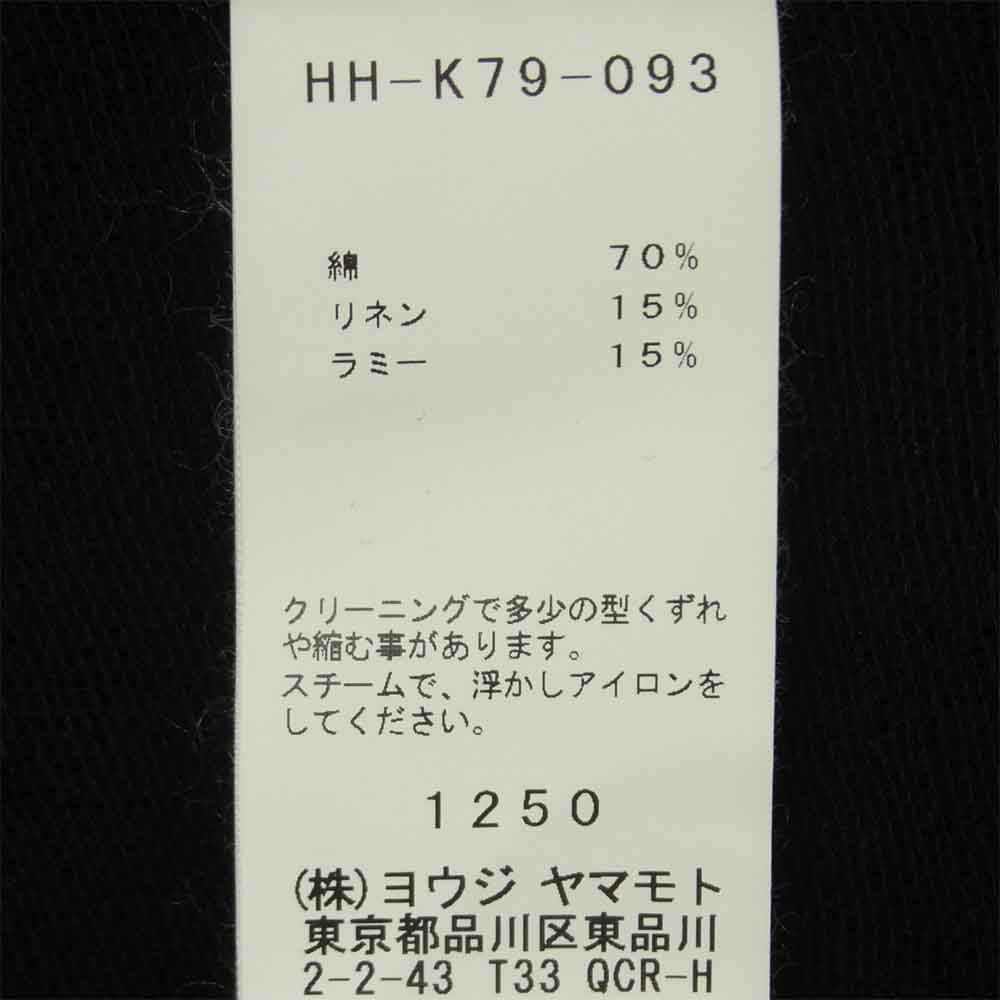 HH-K79-093
綿 70%
リネン 15%
ラミー 15%
クリーニングで多少の型くずれ
や縮む事があります。
スチームで、浮かしアイロンを
してください。
1250
(株)ヨウジ ヤマモト
東京都品川区東品川
2-2-43 T33 QCR-H